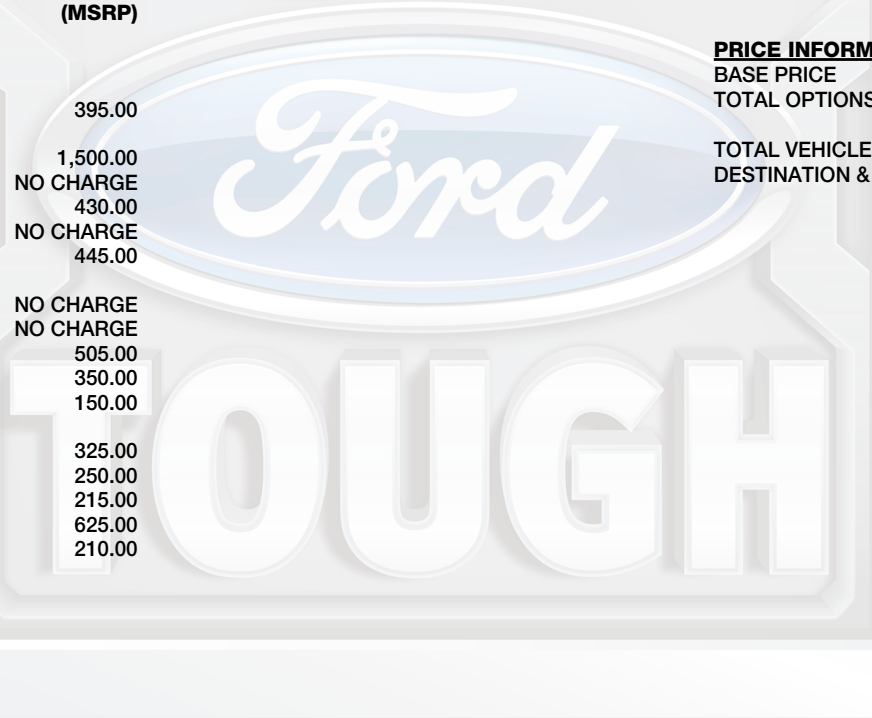 (MSRP)
395.00
1,500.00
NO CHARGE
430.00
NO CHARGE
445.00
NO CHARGE
NO CHARGE
505.00
350.00
150.00
325.00
250.00
215.00
625.00
210.00
PRICE INFORM
BASE PRICE
TOTAL OPTIONS
TOTAL VEHICLE
DESTINATION &
Ford
TOUGH